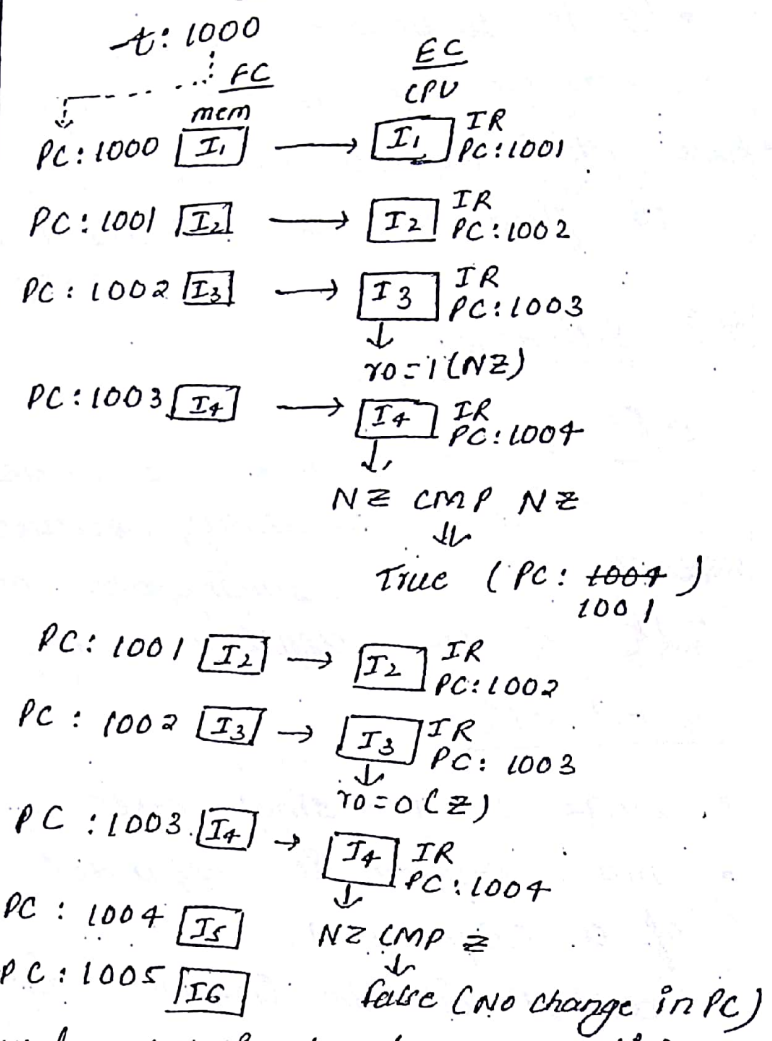 t: 1000
FC
EC
mem
CPU
PC: 1000 I1 → I1 IR
PC: 1001
PC: 1001 I2 → I2 IR
PC: 1002
PC: 1002 I3 → I3 IR
PC: 1003
↓
r0 = 1 (NZ)
PC: 1003 I4 → I4 IR
PC: 1004
↓
NZ CMP NZ
⇓
True (PC: 1004)
1001
PC: 1001 I2 → I2 IR
PC: 1002
PC: 1002 I3 → I3 IR
PC: 1003
↓
r0 = 0 (Z)
PC: 1003 I4 → I4 IR
PC: 1004
↓
PC: 1004 I5 NZ CMP Z
↓
PC: 1005 I6 false (No change in PC)